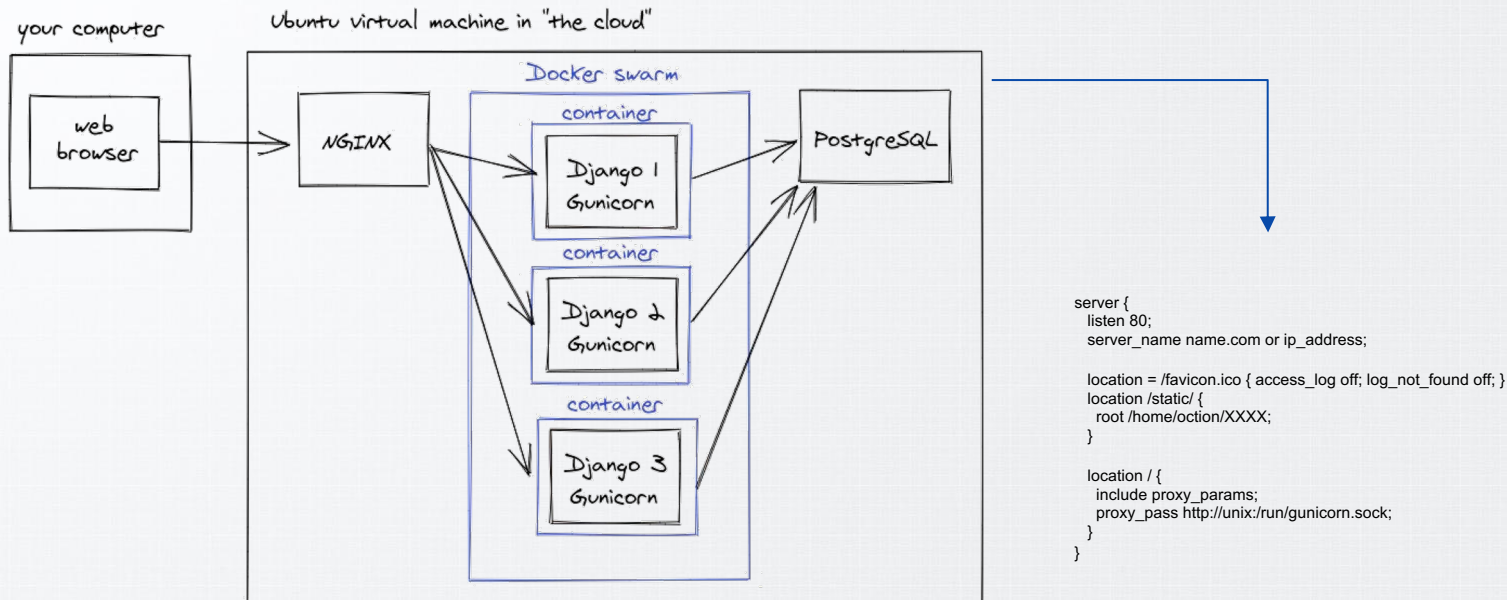 your computer
Ubuntu virtual machine in "the cloud"
Docker swarm
web
browser
NGINX
container
Django 1
Gunicorn
container
Django 2
Gunicorn
container
Django 3
Gunicorn
PostgreSQL
server {
listen 80;
server_name name.com or ip_address;
location = /favicon.ico { access_log off; log_not_found off; }
location /static/ {
root /home/oction/XXXX;
}
location / {
include proxy_params;
proxy_pass http://unix:/run/gunicorn.sock;
}
}